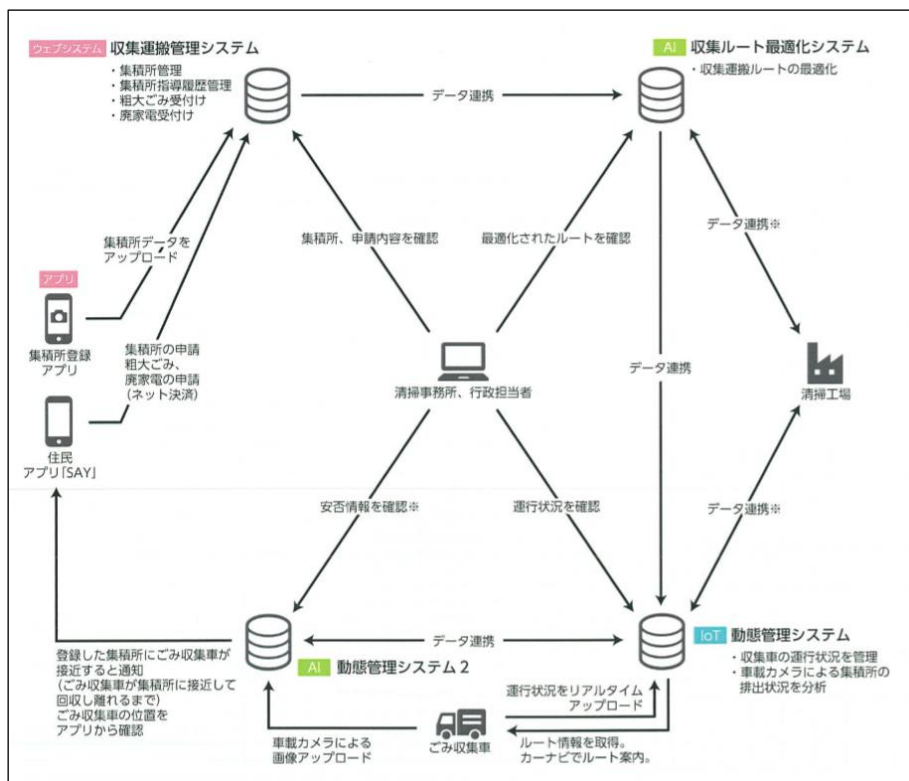 ウェブシステム 収集運搬管理システム
・集積所管理
・集積所指導履歴管理
・粗大ごみ受付け
・廃家電受付け
データ連携
AI 収集ルート最適化システム
・収集運搬ルートの最適化
集積所データを
アップロード
集積所、申請内容を確認
最適化されたルートを確認
データ連携※
アプリ
集積所登録
アプリ
集積所の申請
粗大ごみ、
廃家電の申請
(ネット決済)
清掃事務所、行政担当者
データ連携
清掃工場
住民
アプリ「SAY」
安否情報を確認※
運行状況を確認
データ連携※
登録した集積所にごみ収集車が
接近すると通知
(ごみ収集車が集積所に接近して
回収し離れるまで)
ごみ収集車の位置を
アプリから確認
AI 動態管理システム2
データ連携
IoT 動態管理システム
・収集車の運行状況を管理
・車載カメラによる集積所の
排出状況を分析
運行状況をリアルタイム
アップロード
車載カメラによる
画像アップロード
ごみ収集車
ルート情報を取得。
カーナビでルート案内。